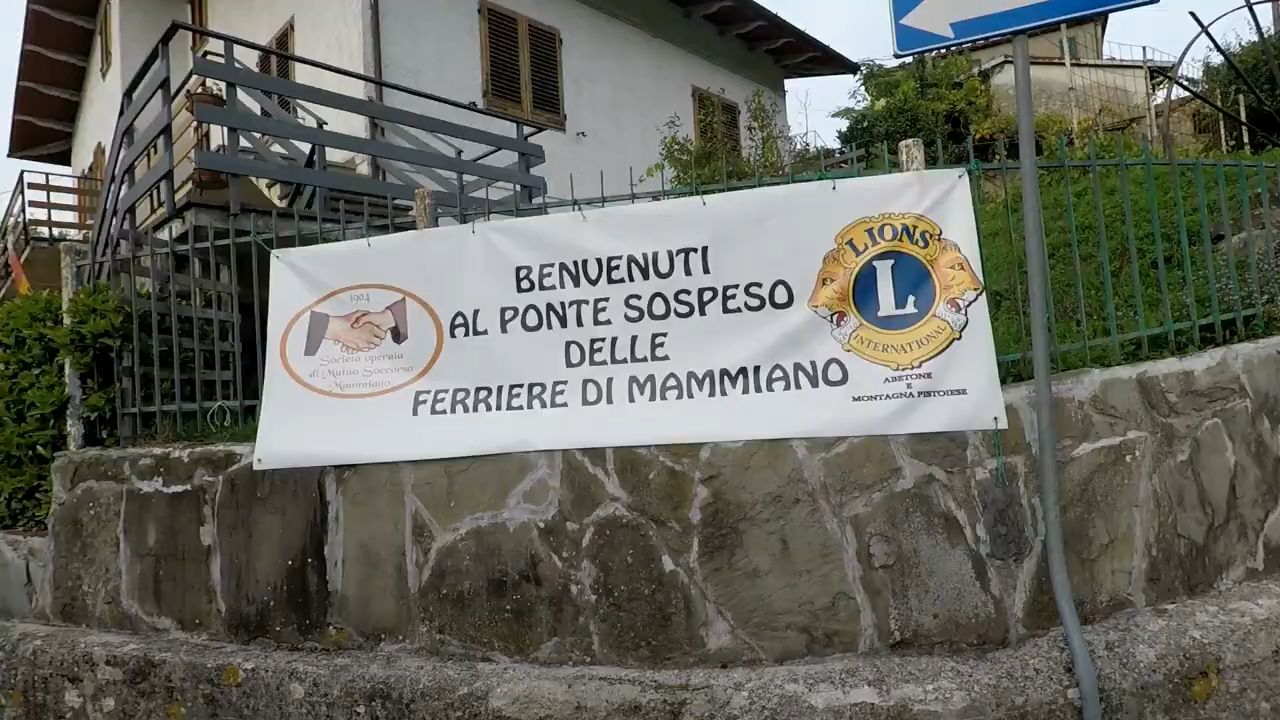 1904
Società operaia
di Mutuo Soccorso
Mammiano
BENVENUTI
AL PONTE SOSPESO
DELLE
FERRIERE DI MAMMIANO
LIONS
L
INTERNATIONAL
ABETONE
E
MONTAGNA PISTOIESE